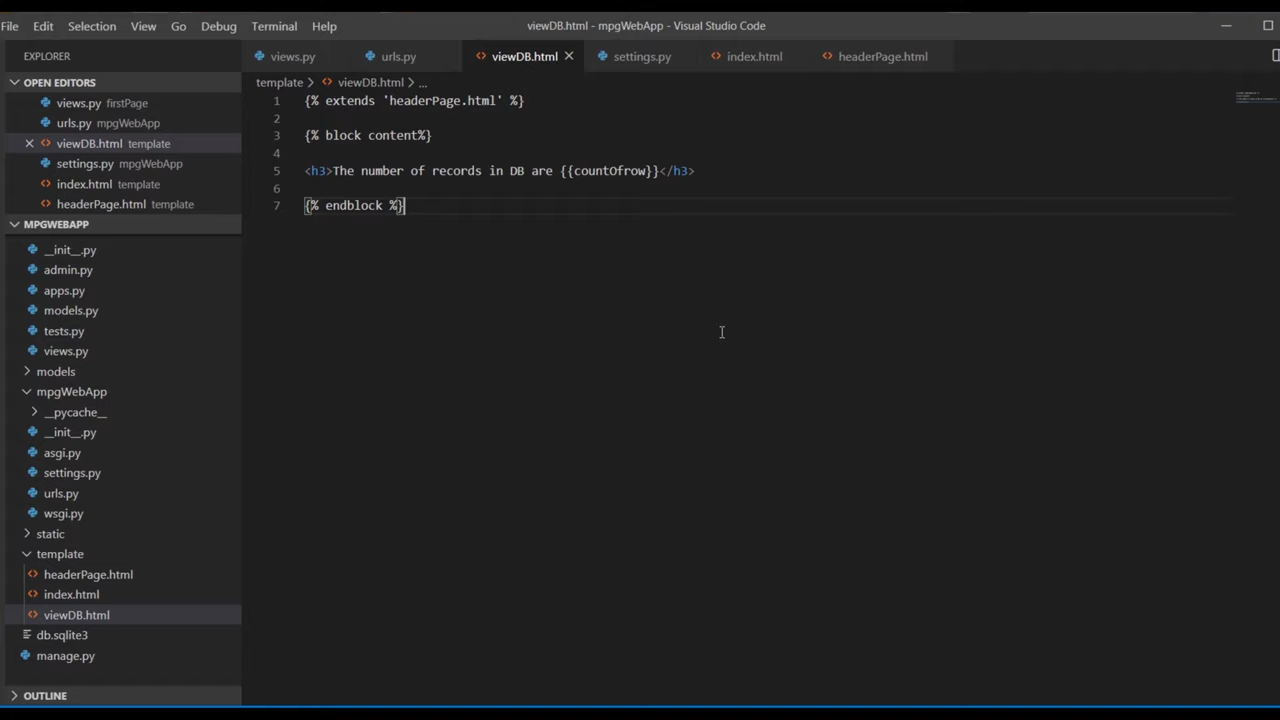 File Edit Selection View Go Debug Terminal Help viewDB.html - mpgWebApp - Visual Studio Code
EXPLORER
OPEN EDITORS
views.py firstPage
urls.py mpgWebApp
viewDB.html template
settings.py mpgWebApp
index.html template
headerPage.html template
MPGWEBAPP
__init__.py
admin.py
apps.py
models.py
tests.py
views.py
models
mpgWebApp
__pycache__
__init__.py
asgi.py
settings.py
urls.py
wsgi.py
static
template
headerPage.html
index.html
viewDB.html
db.sqlite3
manage.py
OUTLINE
views.py urls.py viewDB.html settings.py index.html headerPage.html
template > viewDB.html > ...
1 {% extends 'headerPage.html' %}
2
3 {% block content%}
4
5 <h3>The number of records in DB are {{countOfrow}}</h3>
6
7 {% endblock %}